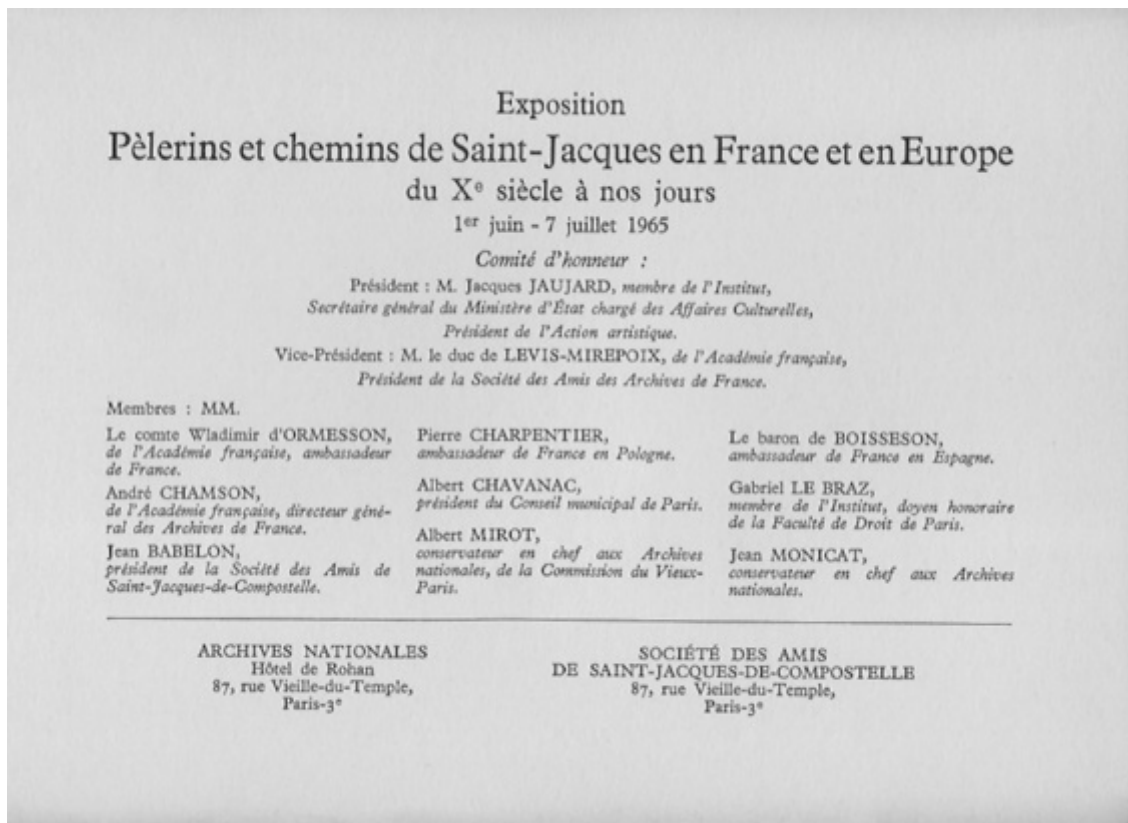 Exposition
Pèlerins et chemins de Saint-Jacques en France et en Europe
du Xe siècle à nos jours
1er juin - 7 juillet 1965
Comité d'honneur :
Président : M. Jacques JAUJARD, membre de l'Institut,
Secrétaire général du Ministère d'État chargé des Affaires Culturelles,
Président de l'Action artistique.
Vice-Président : M. le duc de LEVIS-MIREPOIX, de l'Académie française,
Président de la Société des Amis des Archives de France.
Membres : MM.
Le comte Wladimir d'ORMESSON,
de l'Académie française, ambassadeur
de France.
André CHAMSON,
de l'Académie française, directeur géné-
ral des Archives de France.
Jean BABELON,
président de la Société des Amis de
Saint-Jacques-de-Compostelle.
Pierre CHARPENTIER,
ambassadeur de France en Pologne.
Albert CHAVANAC,
président du Conseil municipal de Paris.
Albert MIROT,
conservateur en chef aux Archives
nationales, de la Commission du Vieux-
Paris.
Le baron de BOISSESON,
ambassadeur de France en Espagne.
Gabriel LE BRAZ,
membre de l'Institut, doyen honoraire
de la Faculté de Droit de Paris.
Jean MONICAT,
conservateur en chef aux Archives
nationales.
ARCHIVES NATIONALES
Hôtel de Rohan
87, rue Vieille-du-Temple,
Paris-3e
SOCIÉTÉ DES AMIS
DE SAINT-JACQUES-DE-COMPOSTELLE
87, rue Vieille-du-Temple,
Paris-3e